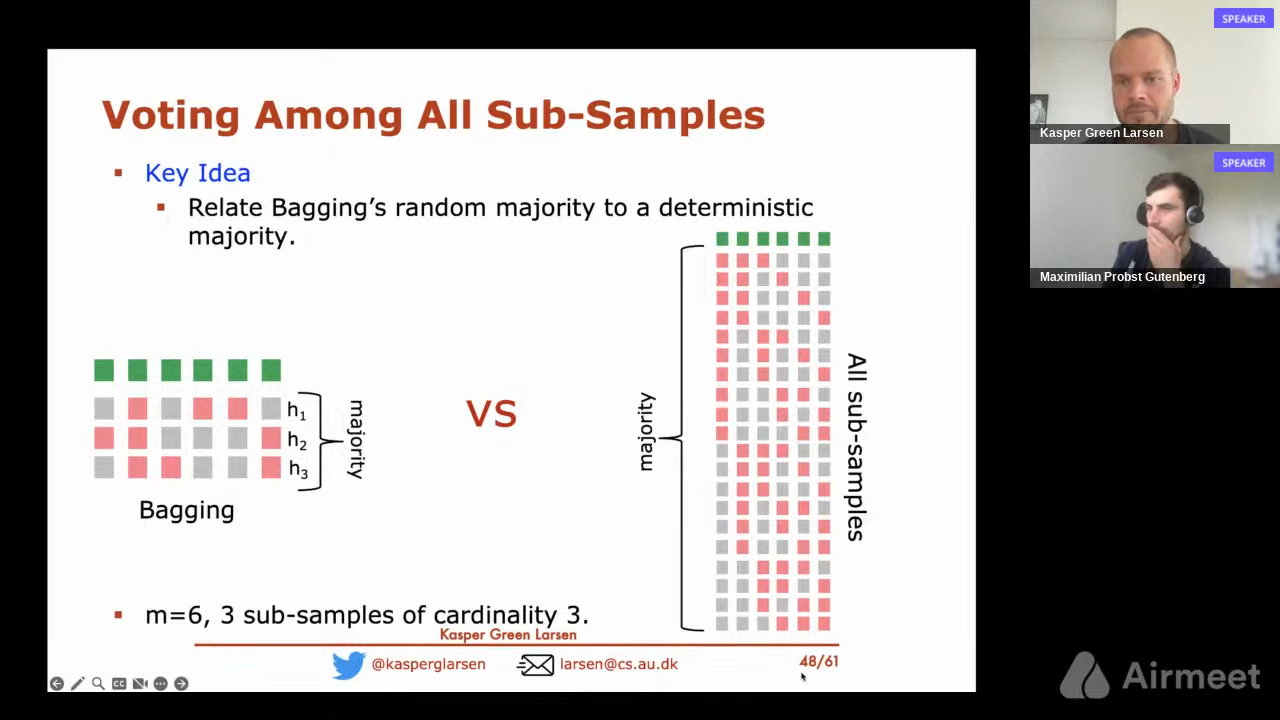 Voting Among All Sub-Samples
Key Idea
Relate Bagging's random majority to a deterministic
majority.
h1
h2
h3
majority
Bagging
vs
majority
All sub-samples
m=6, 3 sub-samples of cardinality 3.
Kasper Green Larsen
@kasperglarsen
larsen@cs.au.dk
48/61
CC
SPEAKER
Kasper Green Larsen
SPEAKER
Maximilian Probst Gutenberg
Airmeet